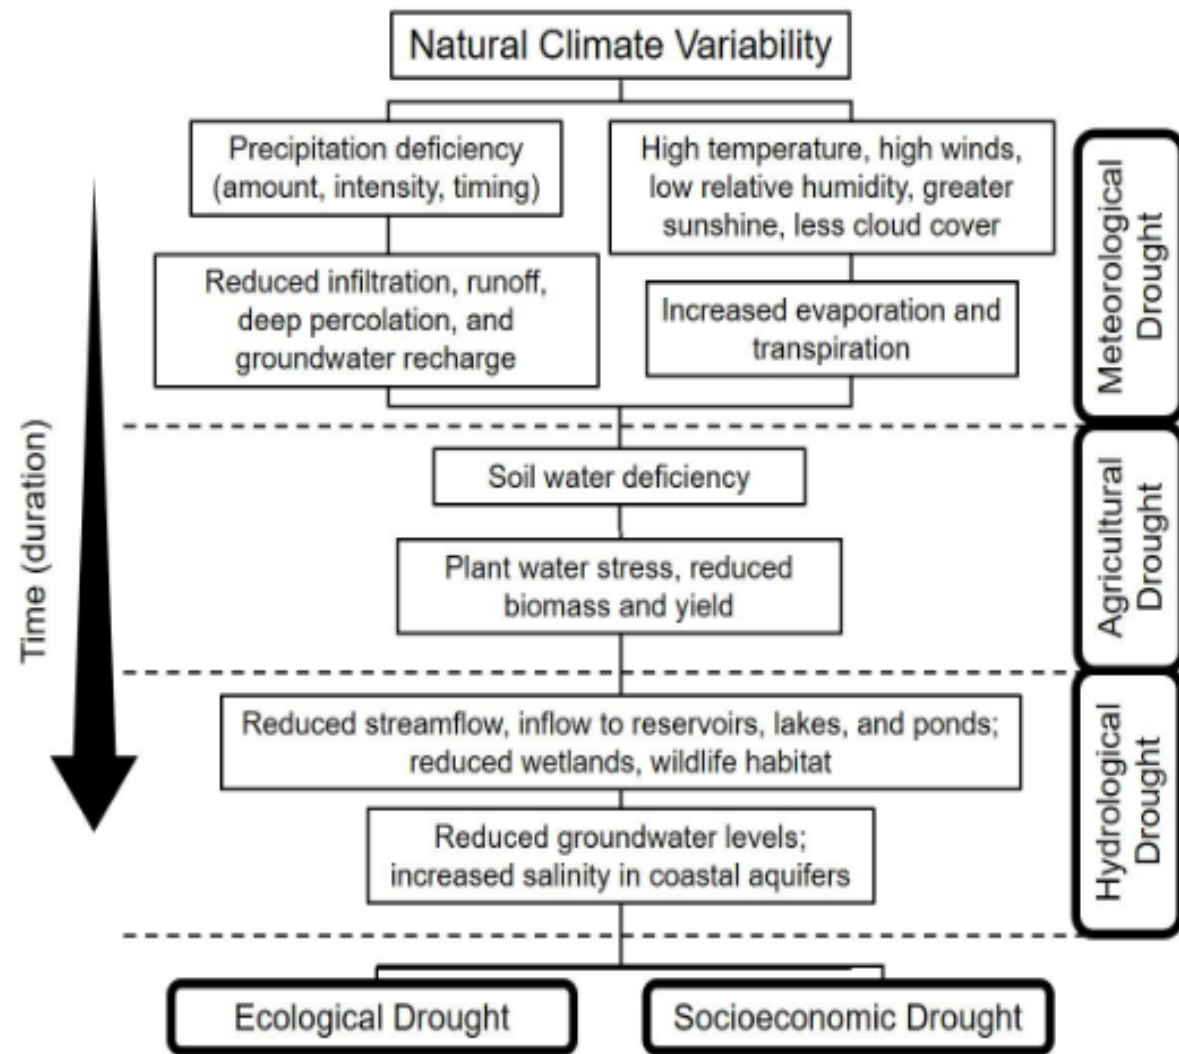 Natural Climate Variability
Precipitation deficiency
(amount, intensity, timing)
High temperature, high winds,
low relative humidity, greater
sunshine, less cloud cover
Reduced infiltration, runoff,
deep percolation, and
groundwater recharge
Increased evaporation and
transpiration
Meteorological
Drought
Time (duration)
Soil water deficiency
Plant water stress, reduced
biomass and yield
Agricultural
Drought
Reduced streamflow, inflow to reservoirs, lakes, and ponds;
reduced wetlands, wildlife habitat
Reduced groundwater levels;
increased salinity in coastal aquifers
Hydrological
Drought
Ecological Drought
Socioeconomic Drought